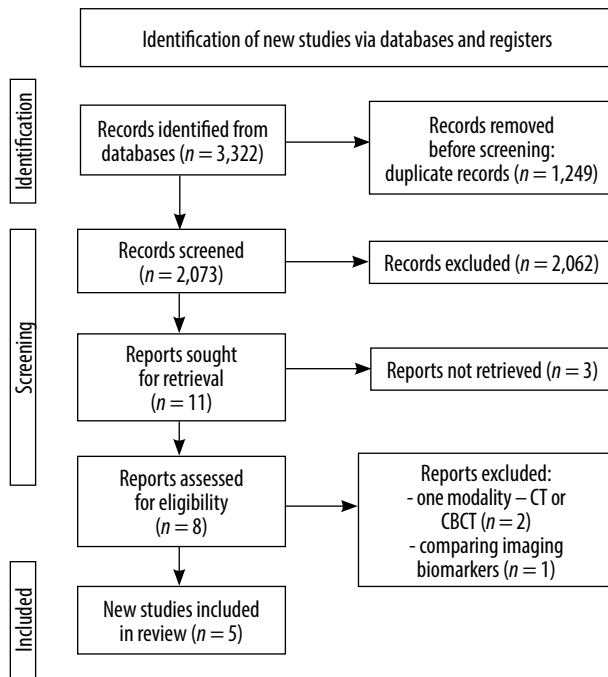 Identification of new studies via databases and registers
Identification
Records identified from
databases (n = 3,322)
Records removed
before screening:
duplicate records (n = 1,249)
Screening
Records screened
(n = 2,073)
Records excluded (n = 2,062)
Reports sought
for retrieval
(n = 11)
Reports not retrieved (n = 3)
Reports assessed
for eligibility
(n = 8)
Reports excluded:
- one modality – CT or
CBCT (n = 2)
- comparing imaging
biomarkers (n = 1)
Included
New studies included
in review (n = 5)